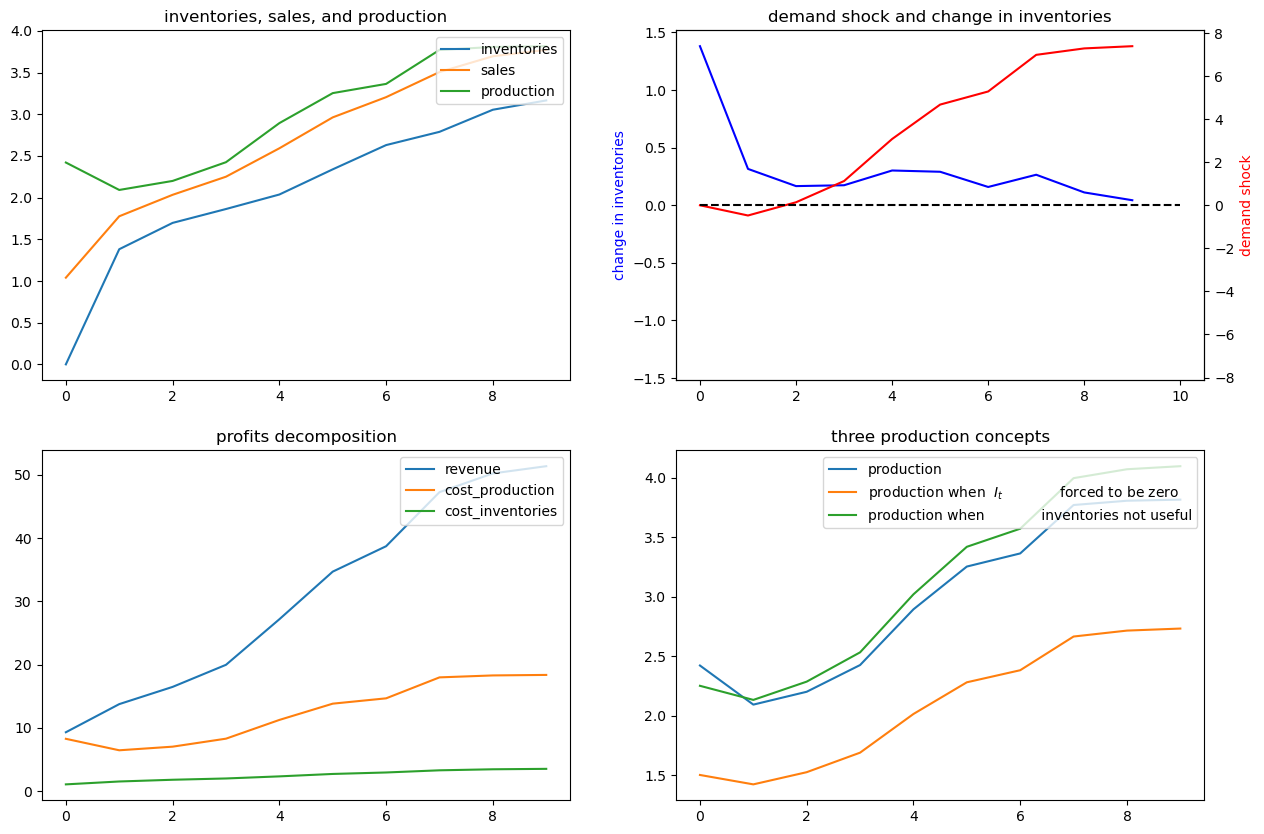 inventories, sales, and production
4.0
3.5
3.0
2.5
2.0
1.5
1.0
0.5
0.0
0 2 4 6 8
inventories
sales
production
demand shock and change in inventories
change in inventories
1.5
1.0
0.5
0.0
−0.5
−1.0
−1.5
0 2 4 6 8 10
8
6
4
2
0
−2
−4
−6
−8
demand shock
profits decomposition
50
40
30
20
10
0
0 2 4 6 8
revenue
cost_production
cost_inventories
three production concepts
4.0
3.5
3.0
2.5
2.0
1.5
0 2 4 6 8
production
production when I_t forced to be zero
production when inventories not useful